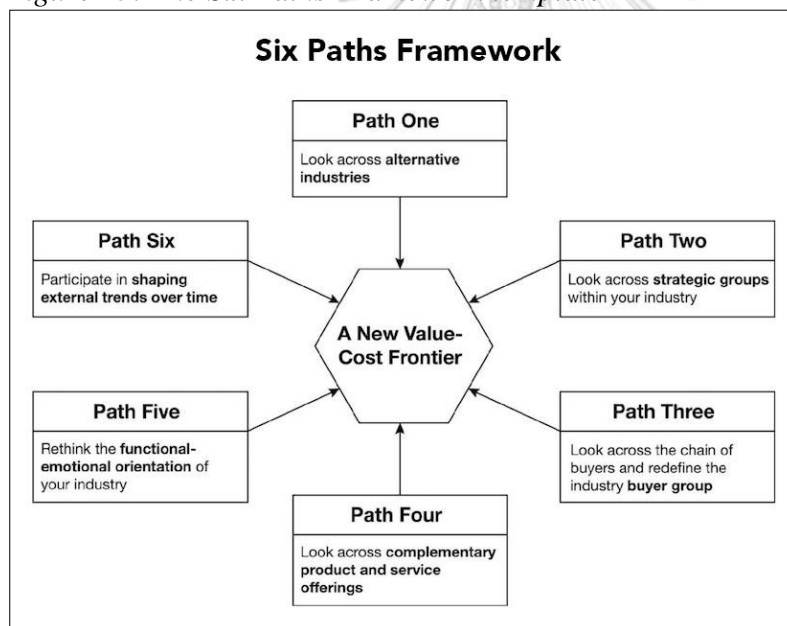 Six Paths Framework
Path One
Look across alternative
industries
Path Six
Participate in shaping
external trends over time
Path Two
Look across strategic groups
within your industry
A New Value-
Cost Frontier
Path Five
Rethink the functional-
emotional orientation of
your industry
Path Three
Look across the chain of
buyers and redefine the
industry buyer group
Path Four
Look across complementary
product and service
offerings